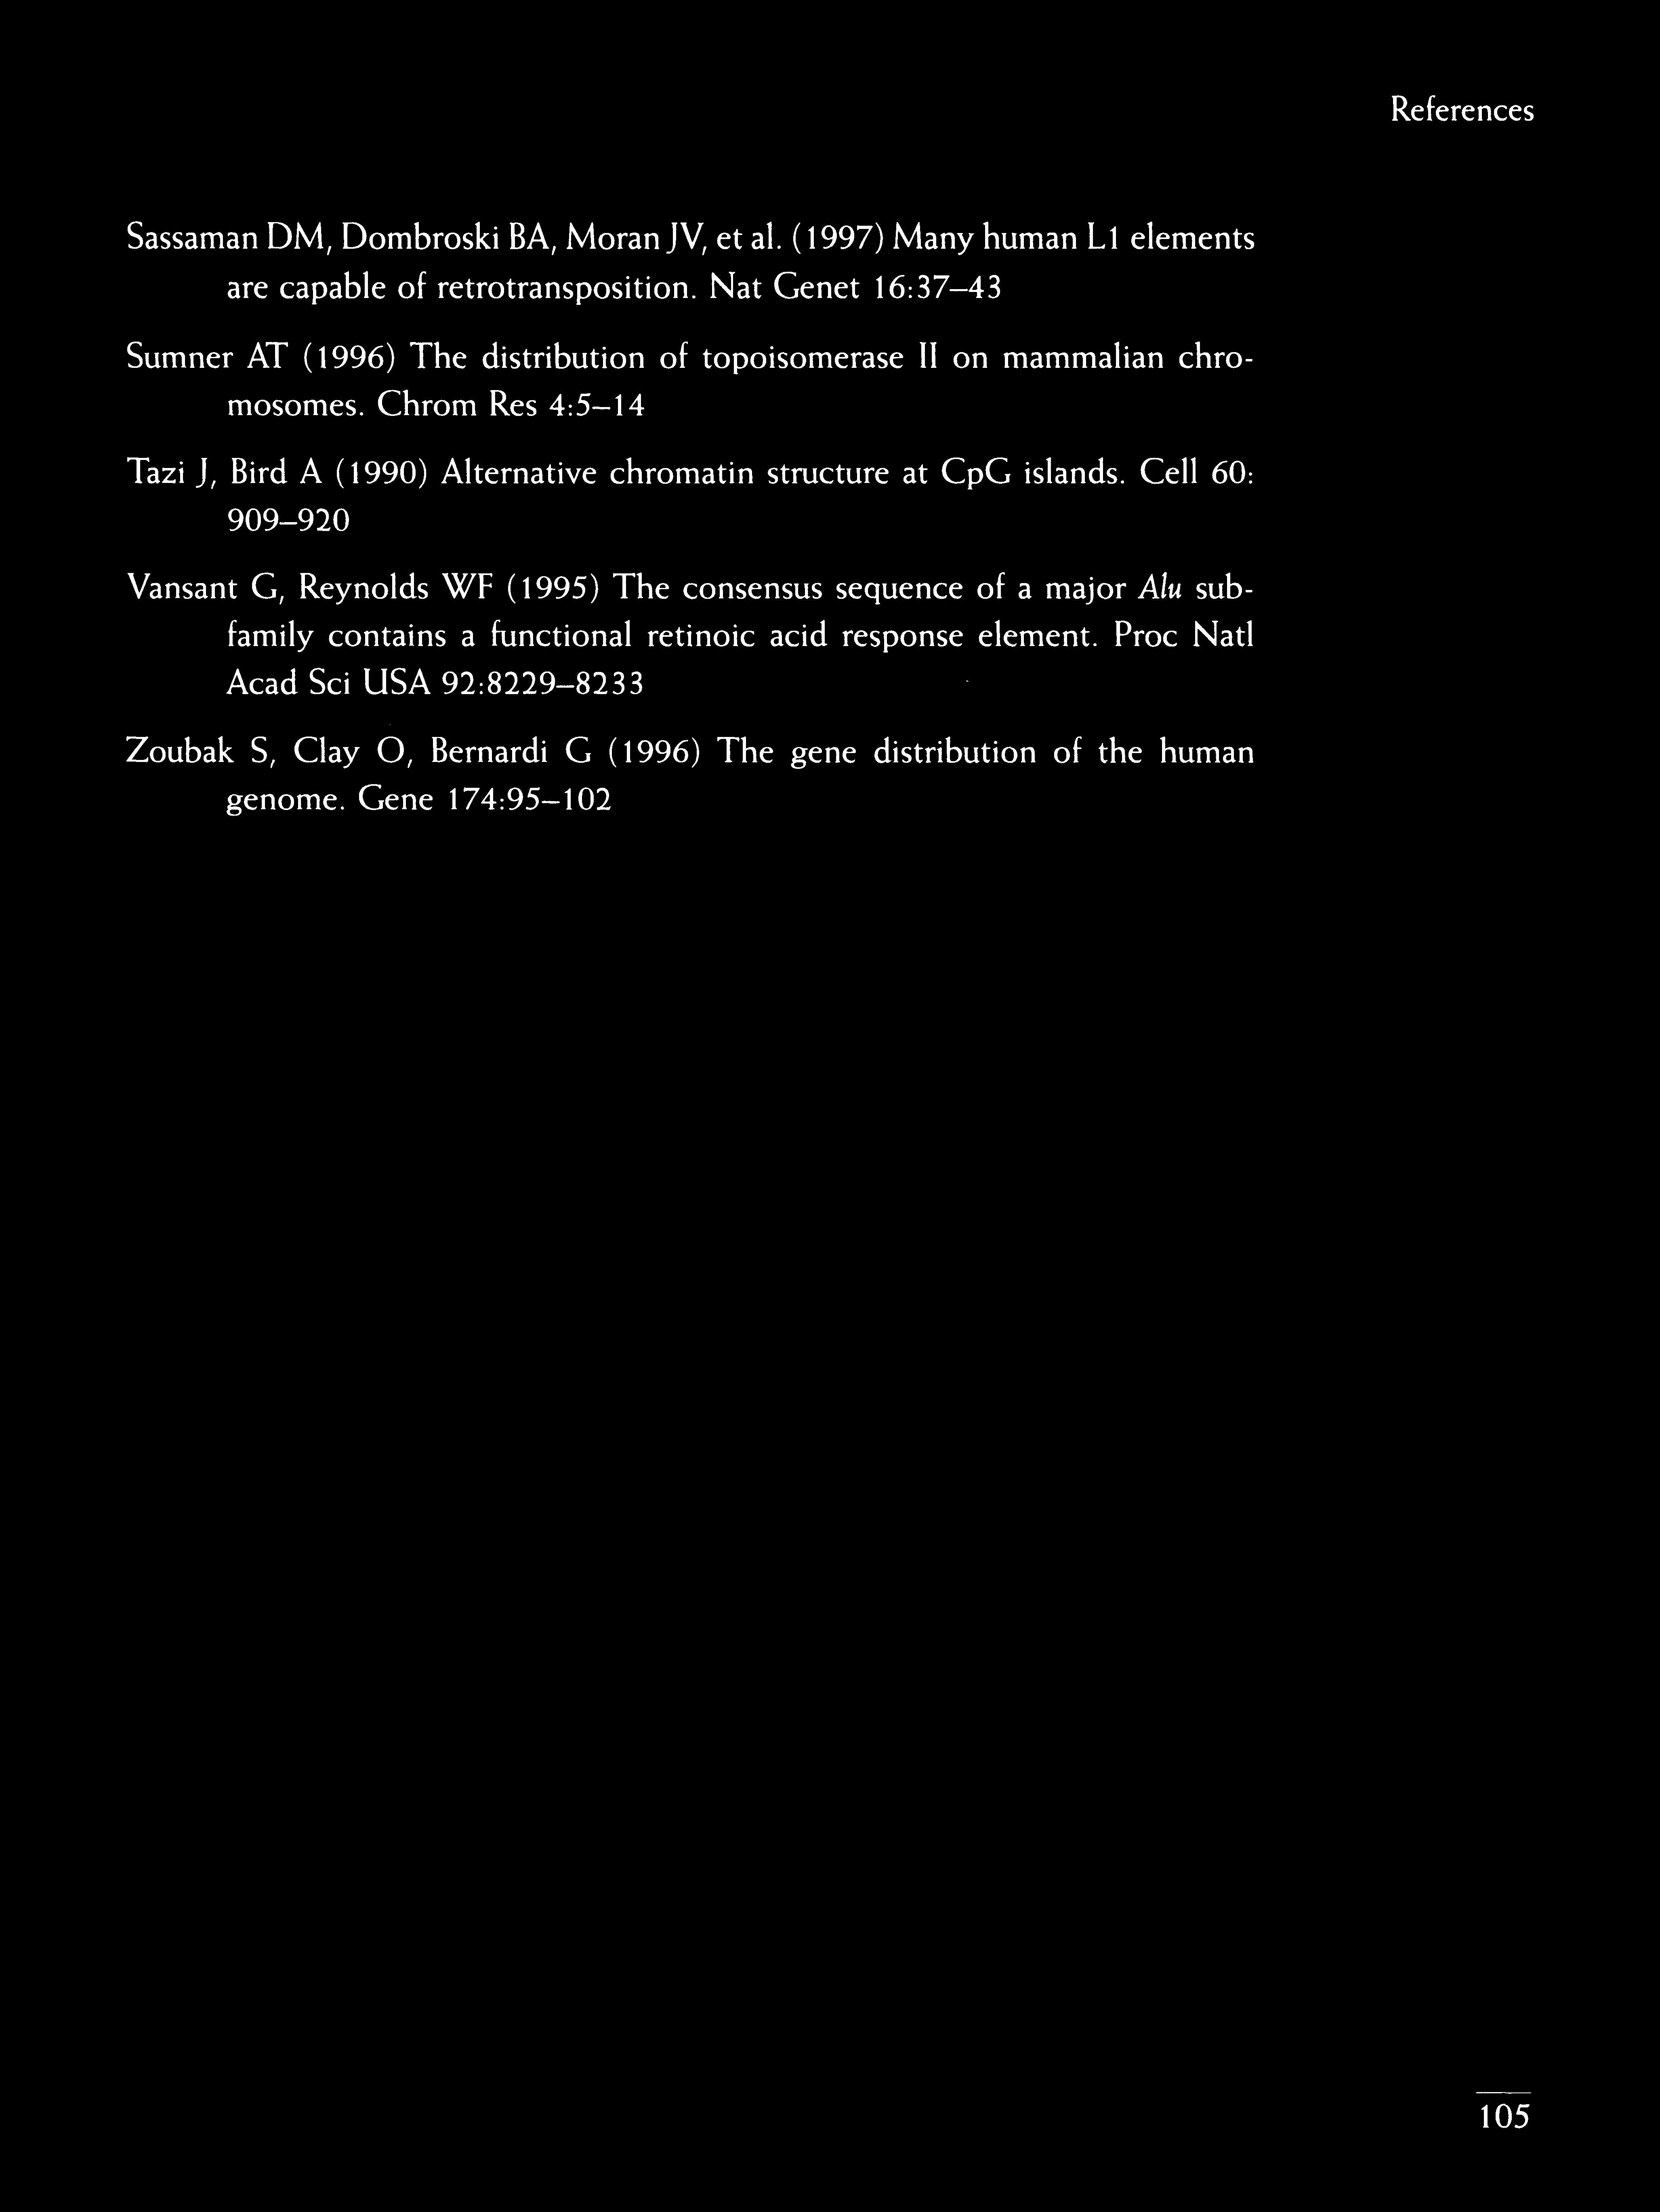 References
Sassaman DM, Dombroski BA, Moran JV, et al. (1997) Many human L1 elements
are capable of retrotransposition. Nat Genet 16:37–43
Sumner AT (1996) The distribution of topoisomerase II on mammalian chro-
mosomes. Chrom Res 4:5–14
Tazi J, Bird A (1990) Alternative chromatin structure at CpG islands. Cell 60:
909–920
Vansant G, Reynolds WF (1995) The consensus sequence of a major Alu sub-
family contains a functional retinoic acid response element. Proc Natl
Acad Sci USA 92:8229–8233
Zoubak S, Clay O, Bernardi G (1996) The gene distribution of the human
genome. Gene 174:95–102
105